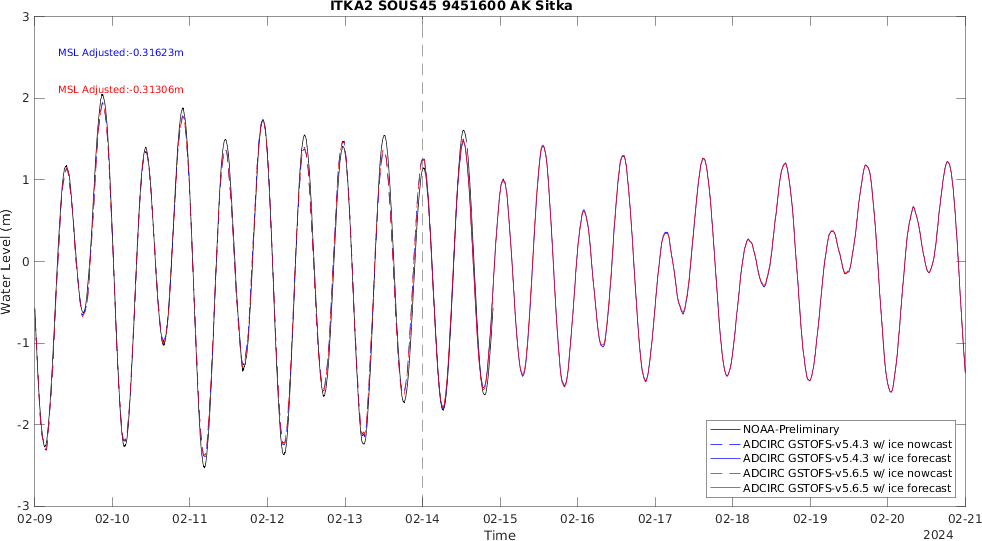 ITKA2 SOUS45 9451600 AK Sitka
3
2
1
0
-1
-2
-3
Water Level (m)
MSL Adjusted:-0.31623m
MSL Adjusted:-0.31306m
NOAA-Preliminary
ADCIRC GSTOFS-v5.4.3 w/ ice nowcast
ADCIRC GSTOFS-v5.4.3 w/ ice forecast
ADCIRC GSTOFS-v5.6.5 w/ ice nowcast
ADCIRC GSTOFS-v5.6.5 w/ ice forecast
02-09 02-10 02-11 02-12 02-13 02-14 02-15 02-16 02-17 02-18 02-19 02-20 02-21
Time
2024